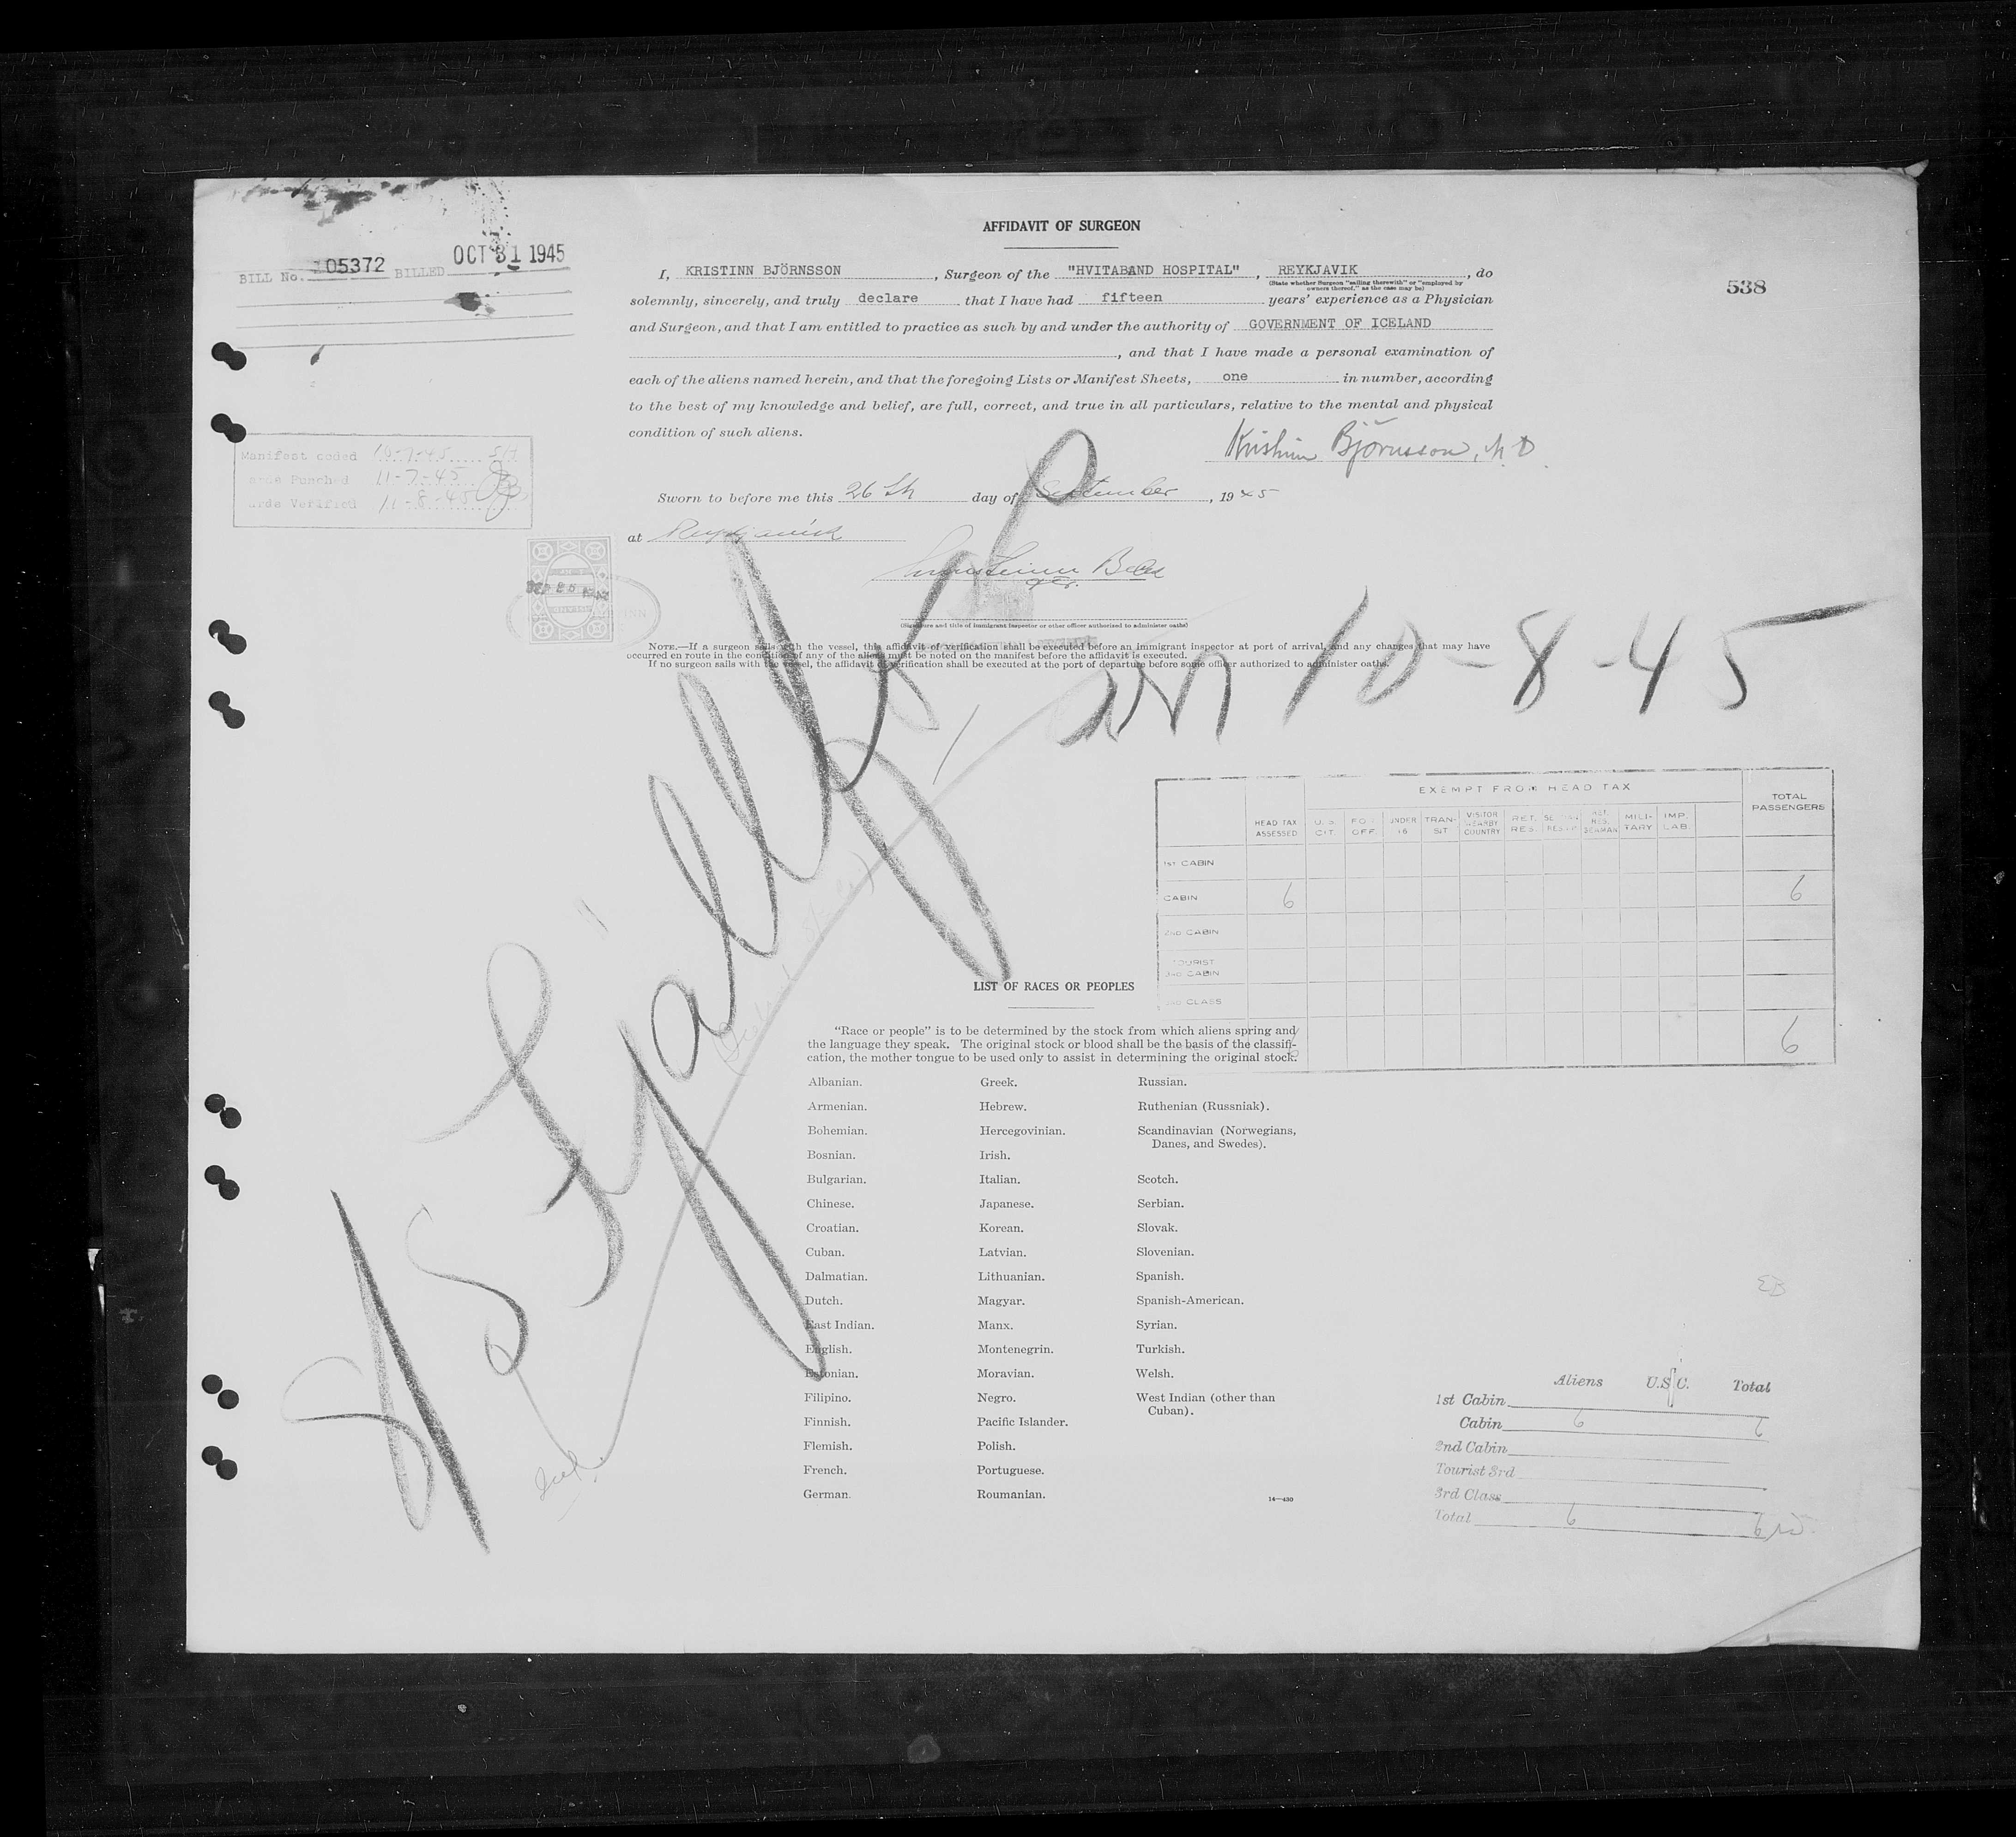 AFFIDAVIT OF SURGEON
BILL No. 105372 BILLED OCT 31 1945
538
I, KRISTINN BJÖRNSSON, Surgeon of the "HVITABAND HOSPITAL", REYKJAVIK, do
(State whether Surgeon "sailing therewith" or "employed by
owners thereof," as the case may be)
solemnly, sincerely, and truly declare that I have had fifteen years' experience as a Physician
and Surgeon, and that I am entitled to practice as such by and under the authority of GOVERNMENT OF ICELAND
, and that I have made a personal examination of
each of the aliens named herein, and that the foregoing Lists or Manifest Sheets, one in number, according
to the best of my knowledge and belief, are full, correct, and true in all particulars, relative to the mental and physical
condition of such aliens.
Kristinn Björnsson, M.D.
Manifest coded
ards Punched 11-7-45
ards Verified 11-8-45
Sworn to before me this 26th day of September, 1945
at Reykjavik
(Signature and title of immigrant inspector or other officer authorized to administer oaths)
NOTE.—If a surgeon sails with the vessel, this affidavit of verification shall be executed before an immigrant inspector at port of arrival, and any changes that may have
occurred en route in the condition of any of the aliens must be noted on the manifest before the affidavit is executed.
If no surgeon sails with the vessel, the affidavit of verification shall be executed at the port of departure before some officer authorized to administer oaths.
arr 10-8-45
EXEMPT FROM HEAD TAX
TOTAL PASSENGERS
HEAD TAX ASSESSED
U.S. CIT.
FOR. OFF.
UNDER 16
TRAN-SIT
VISITOR NEARBY COUNTRY
RET. RES.
RET. RES. SEAMAN
MILI-TARY
IMP. LAB.
1st CABIN
CABIN 6 6
2ND CABIN
TOURIST 3RD CABIN
3RD CLASS
6
LIST OF RACES OR PEOPLES
"Race or people" is to be determined by the stock from which aliens spring and
the language they speak. The original stock or blood shall be the basis of the classifi-
cation, the mother tongue to be used only to assist in determining the original stock.
Albanian. Greek. Russian.
Armenian. Hebrew. Ruthenian (Russniak).
Bohemian. Hercegovinian. Scandinavian (Norwegians,
Danes, and Swedes).
Bosnian. Irish.
Bulgarian. Italian. Scotch.
Chinese. Japanese. Serbian.
Croatian. Korean. Slovak.
Cuban. Latvian. Slovenian.
Dalmatian. Lithuanian. Spanish.
Dutch. Magyar. Spanish-American.
East Indian. Manx. Syrian.
English. Montenegrin. Turkish.
Estonian. Moravian. Welsh.
Filipino. Negro. West Indian (other than
Cuban).
Finnish. Pacific Islander.
Flemish. Polish.
French. Portuguese.
German. Roumanian.
14—430
EB
Aliens U.S.C. Total
1st Cabin
Cabin 6 6
2nd Cabin
Tourist 3rd
3rd Class
Total 6 6